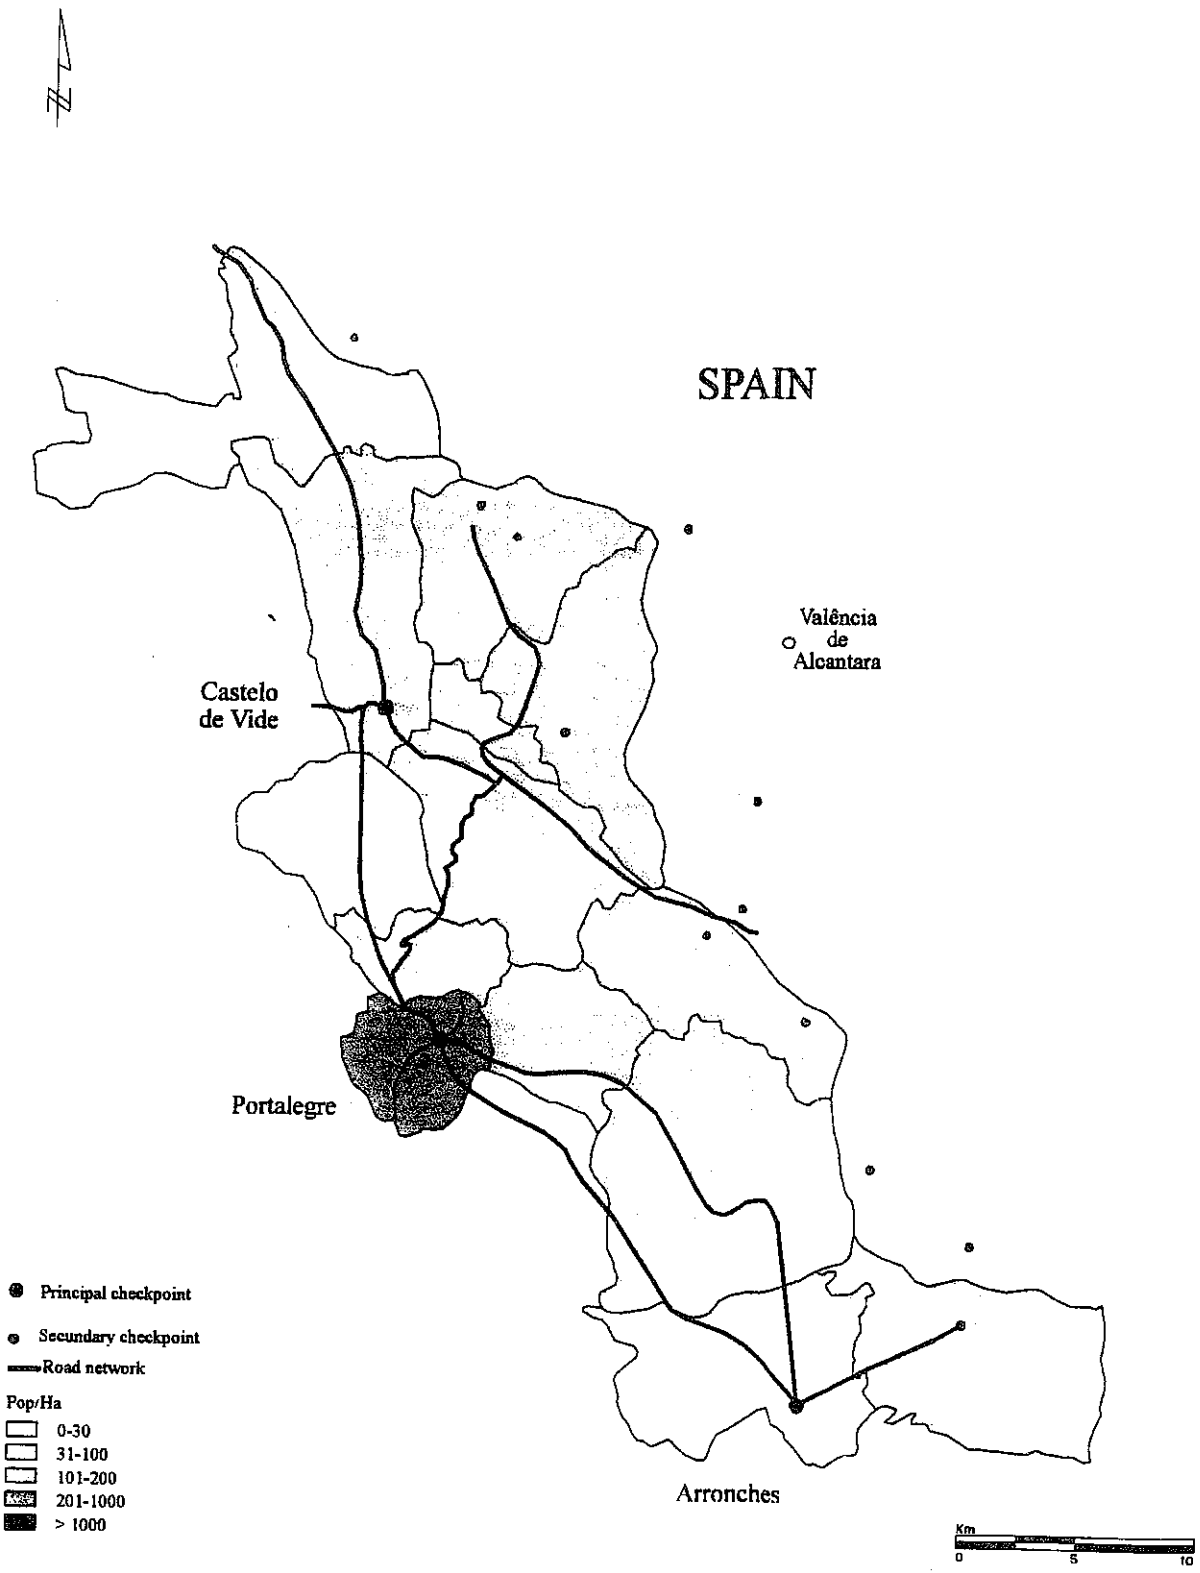 N
SPAIN
Valência
de
Alcantara
Castelo
de Vide
Portalegre
Principal checkpoint
Secundary checkpoint
Road network
Pop/Ha
0-30
31-100
101-200
201-1000
> 1000
Arronches
Km
0 5 10